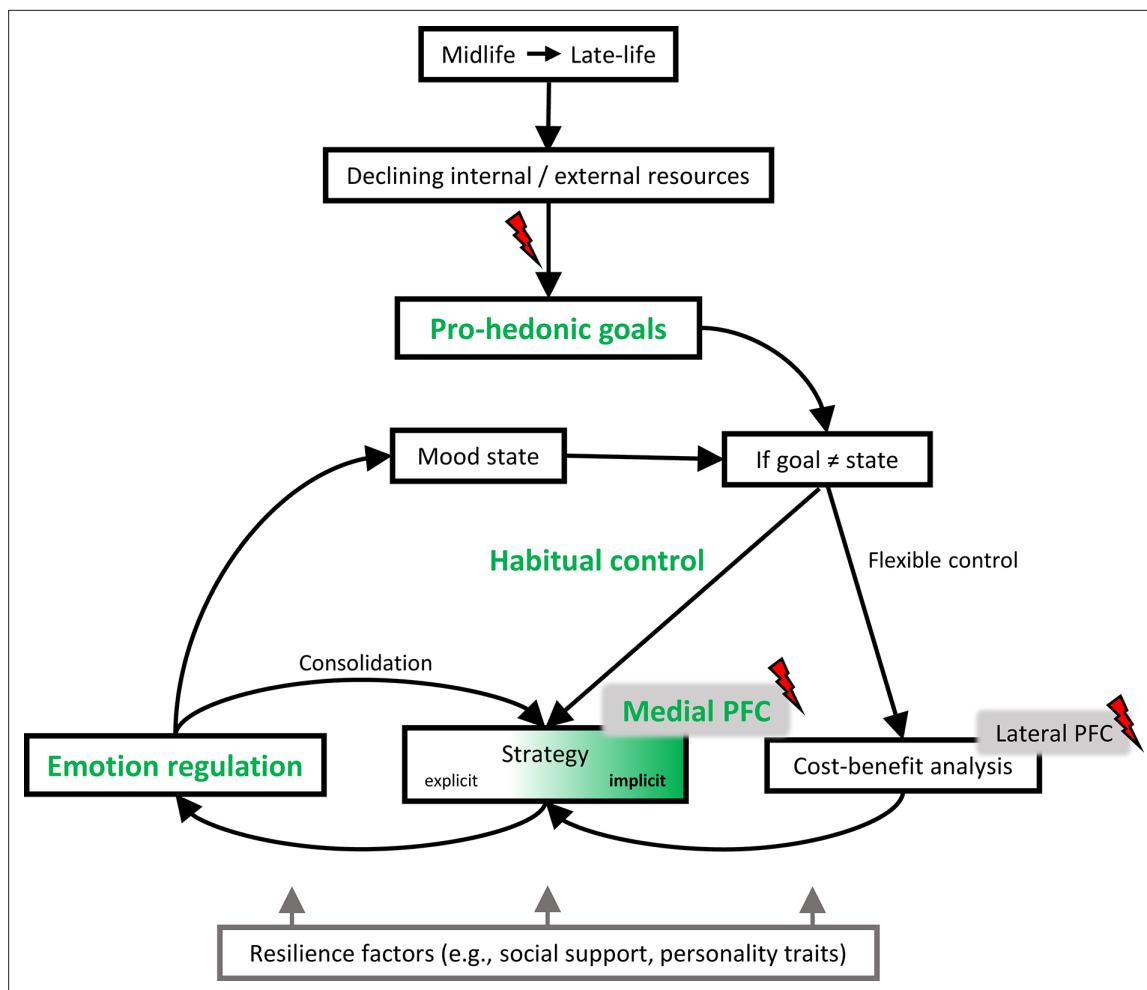 Midlife → Late-life
Declining internal / external resources
Pro-hedonic goals
Mood state
If goal ≠ state
Habitual control
Flexible control
Consolidation
Medial PFC
Lateral PFC
Emotion regulation
Strategy
explicit
implicit
Cost-benefit analysis
Resilience factors (e.g., social support, personality traits)